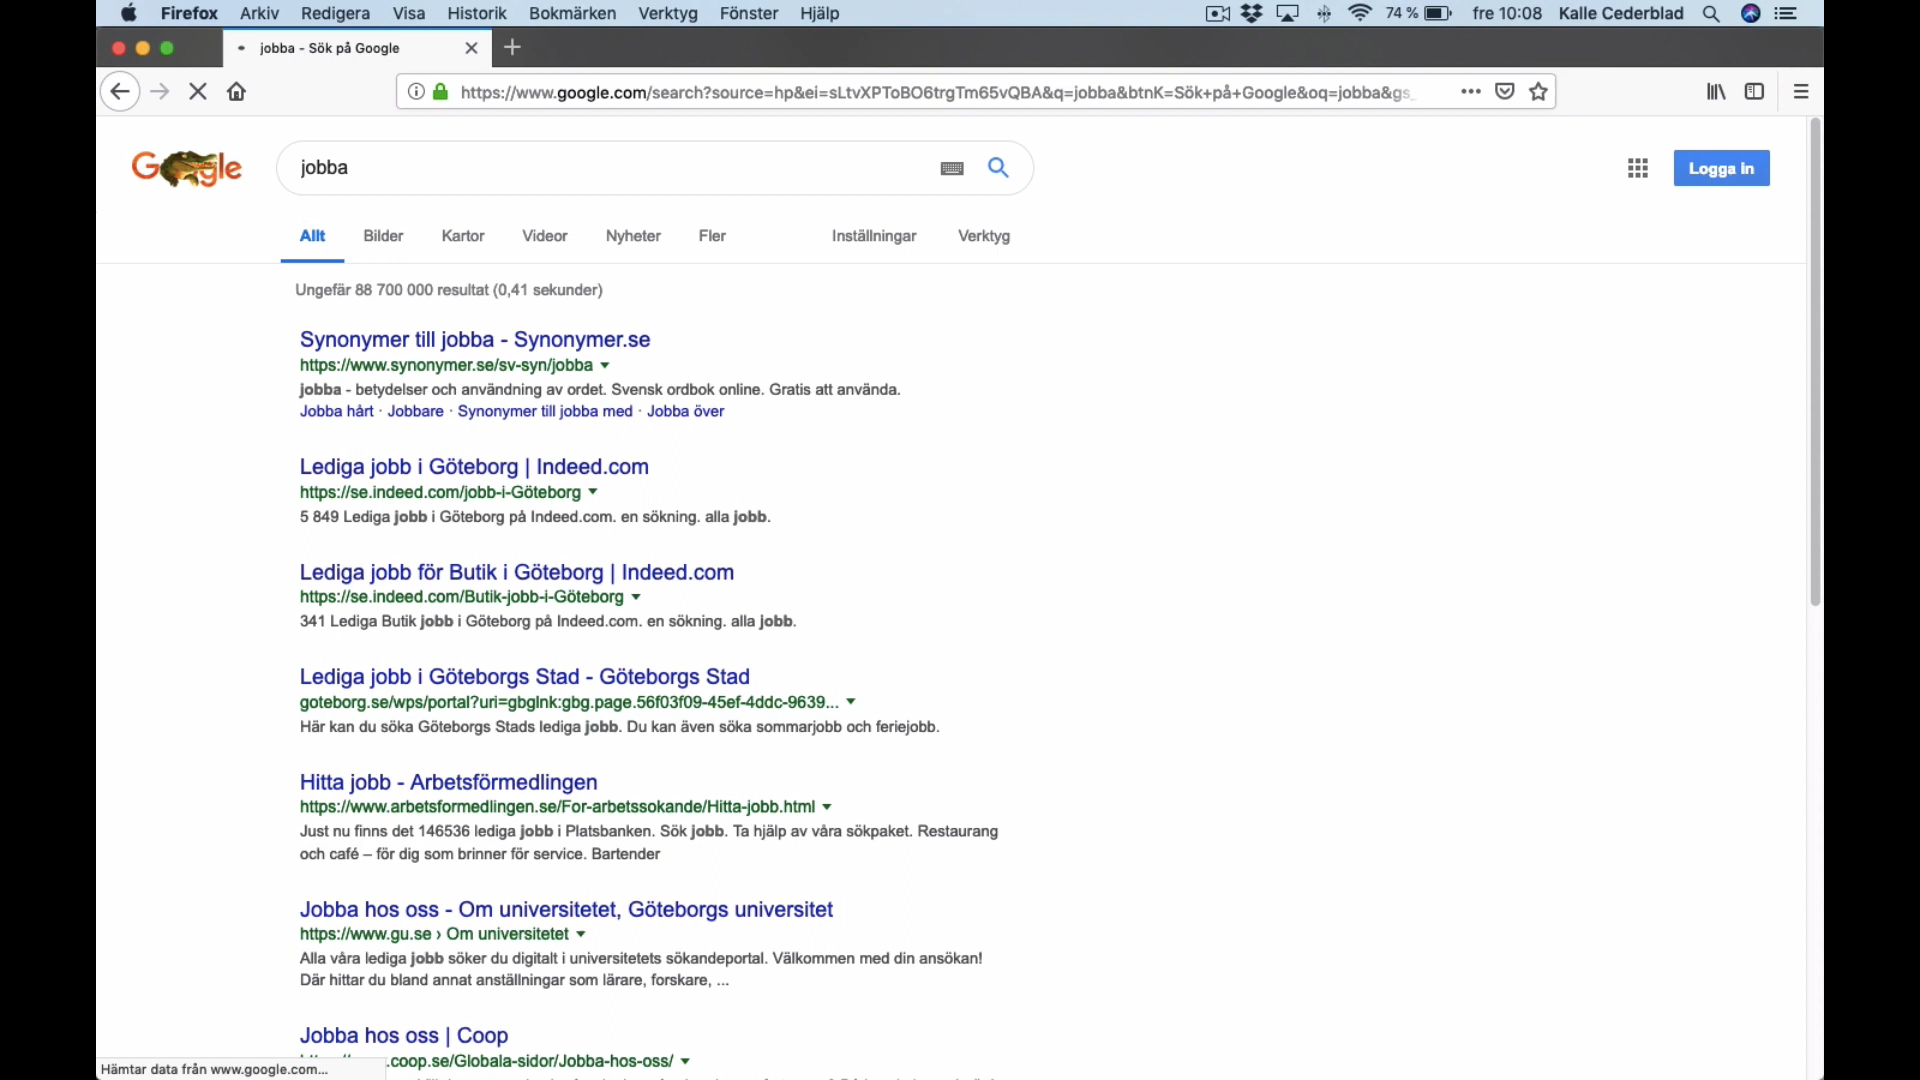 Firefox Arkiv Redigera Visa Historik Bokmärken Verktyg Fönster Hjälp 74 % fre 10:08 Kalle Cederblad
jobba - Sök på Google
https://www.google.com/search?source=hp&ei=sLtvXPToBO6trgTm65vQBA&q=jobba&btnK=Sök+på+Google&oq=jobba&gs_
Google jobba Logga in
Allt Bilder Kartor Videor Nyheter Fler Inställningar Verktyg
Ungefär 88 700 000 resultat (0,41 sekunder)
Synonymer till jobba - Synonymer.se
https://www.synonymer.se/sv-syn/jobba
jobba - betydelser och användning av ordet. Svensk ordbok online. Gratis att använda.
Jobba hårt · Jobbare · Synonymer till jobba med · Jobba över
Lediga jobb i Göteborg | Indeed.com
https://se.indeed.com/jobb-i-Göteborg
5 849 Lediga jobb i Göteborg på Indeed.com. en sökning. alla jobb.
Lediga jobb för Butik i Göteborg | Indeed.com
https://se.indeed.com/Butik-jobb-i-Göteborg
341 Lediga Butik jobb i Göteborg på Indeed.com. en sökning. alla jobb.
Lediga jobb i Göteborgs Stad - Göteborgs Stad
goteborg.se/wps/portal?uri=gbglnk:gbg.page.56f03f09-45ef-4ddc-9639...
Här kan du söka Göteborgs Stads lediga jobb. Du kan även söka sommarjobb och feriejobb.
Hitta jobb - Arbetsförmedlingen
https://www.arbetsformedlingen.se/For-arbetssokande/Hitta-jobb.html
Just nu finns det 146536 lediga jobb i Platsbanken. Sök jobb. Ta hjälp av våra sökpaket. Restaurang
och café – för dig som brinner för service. Bartender
Jobba hos oss - Om universitetet, Göteborgs universitet
https://www.gu.se › Om universitetet
Alla våra lediga jobb söker du digitalt i universitetets sökandeportal. Välkommen med din ansökan!
Där hittar du bland annat anställningar som lärare, forskare, ...
Jobba hos oss | Coop
.coop.se/Globala-sidor/Jobba-hos-oss/
Hämtar data från www.google.com...